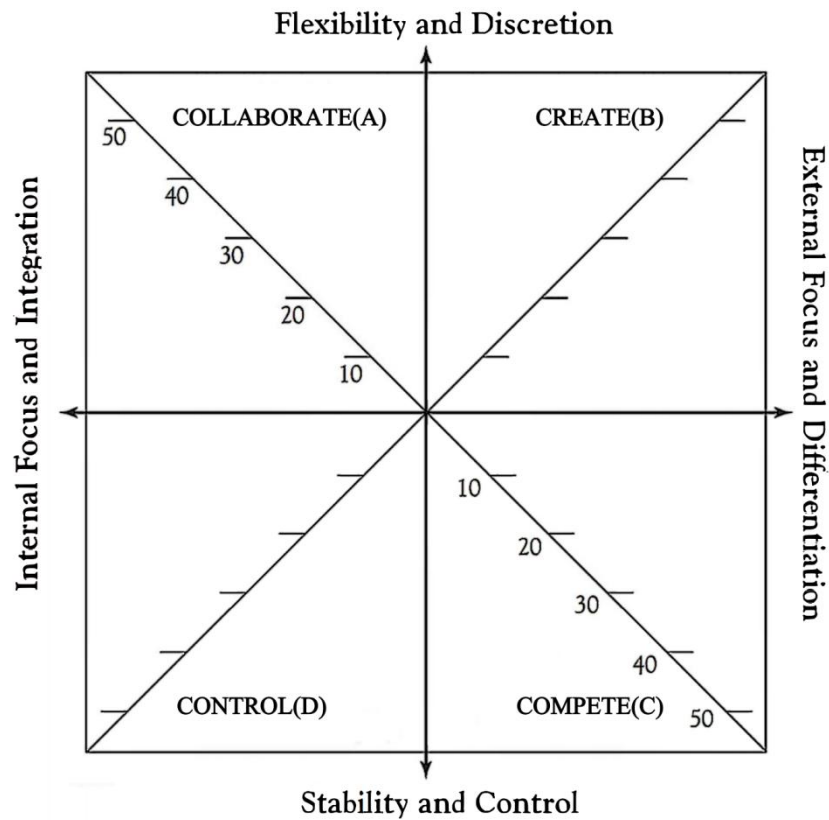 Flexibility and Discretion
COLLABORATE(A)
CREATE(B)
50
40
30
20
10
Internal Focus and Integration
External Focus and Differentiation
10
20
30
40
50
CONTROL(D)
COMPETE(C)
Stability and Control